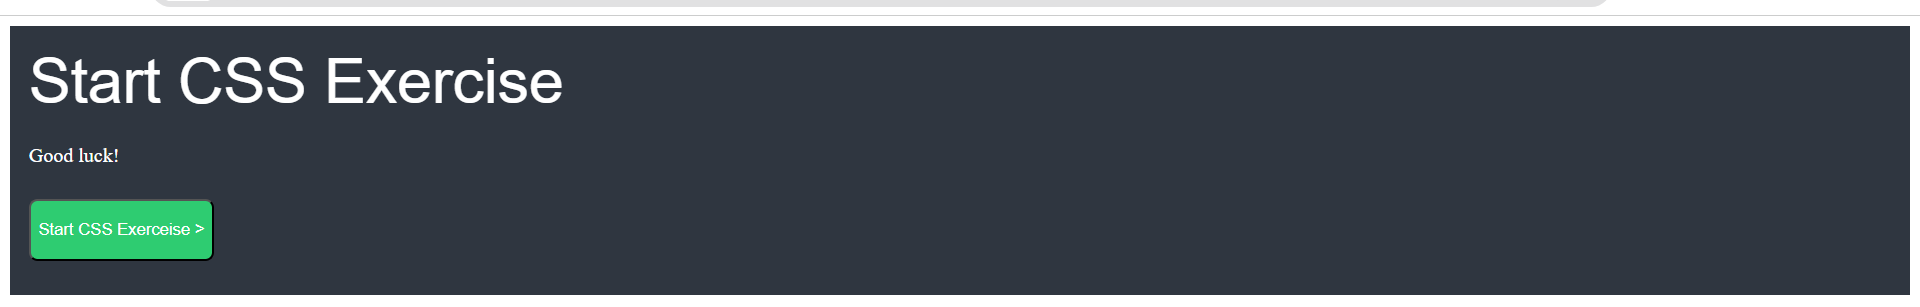 Start CSS Exercise
Good luck!
Start CSS Exerceise >